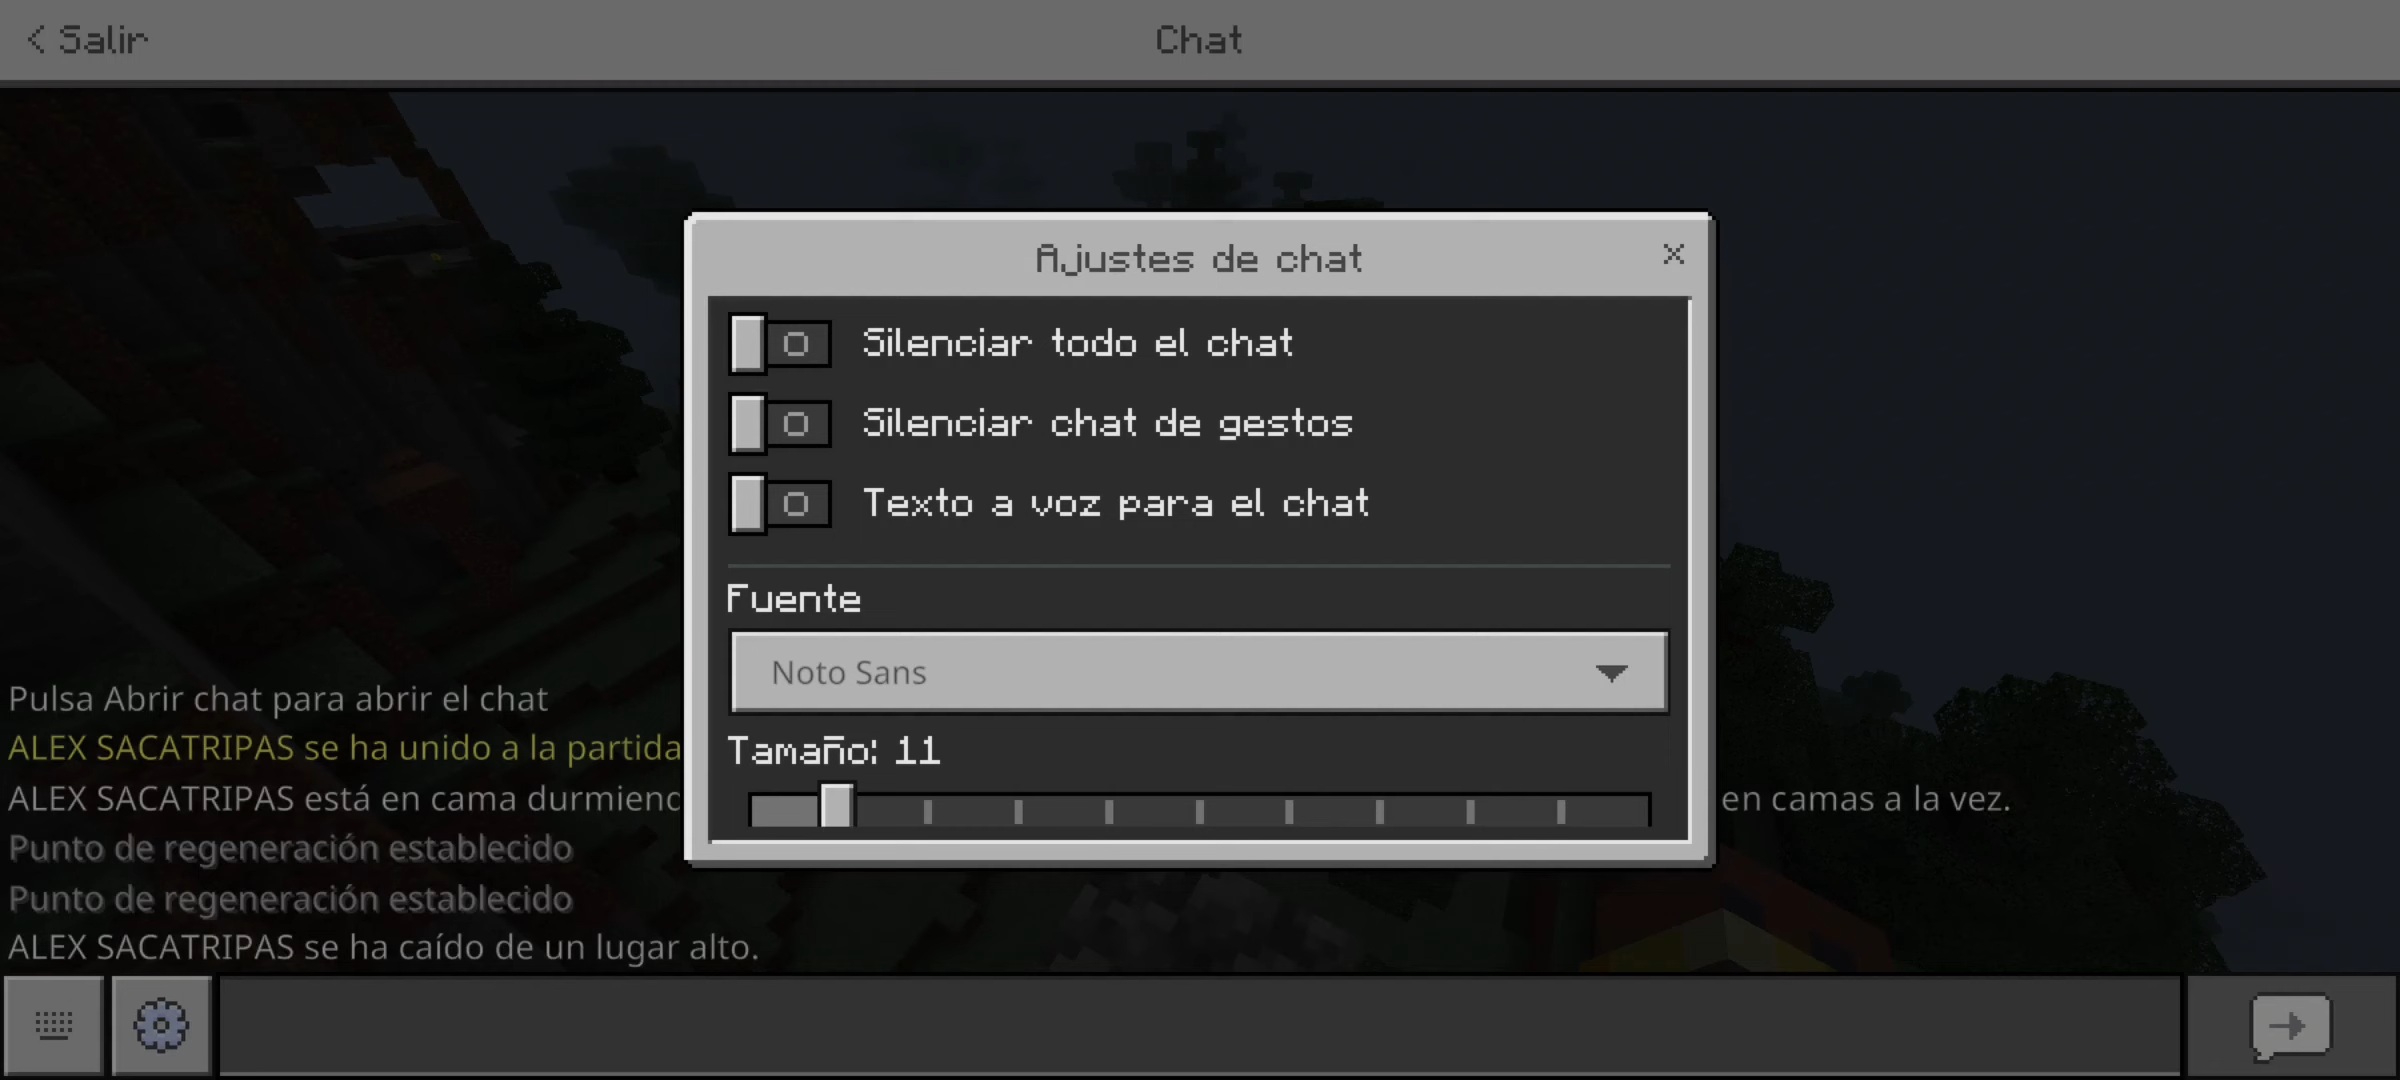 Salir
Chat
Ajustes de chat
Silenciar todo el chat
Silenciar chat de gestos
Texto a voz para el chat
Fuente
Noto Sans
Tamaño: 11
Pulsa Abrir chat para abrir el chat
ALEX SACATRIPAS se ha unido a la partida
ALEX SACATRIPAS está en cama durmiend en camas a la vez.
Punto de regeneración establecido
Punto de regeneración establecido
ALEX SACATRIPAS se ha caído de un lugar alto.